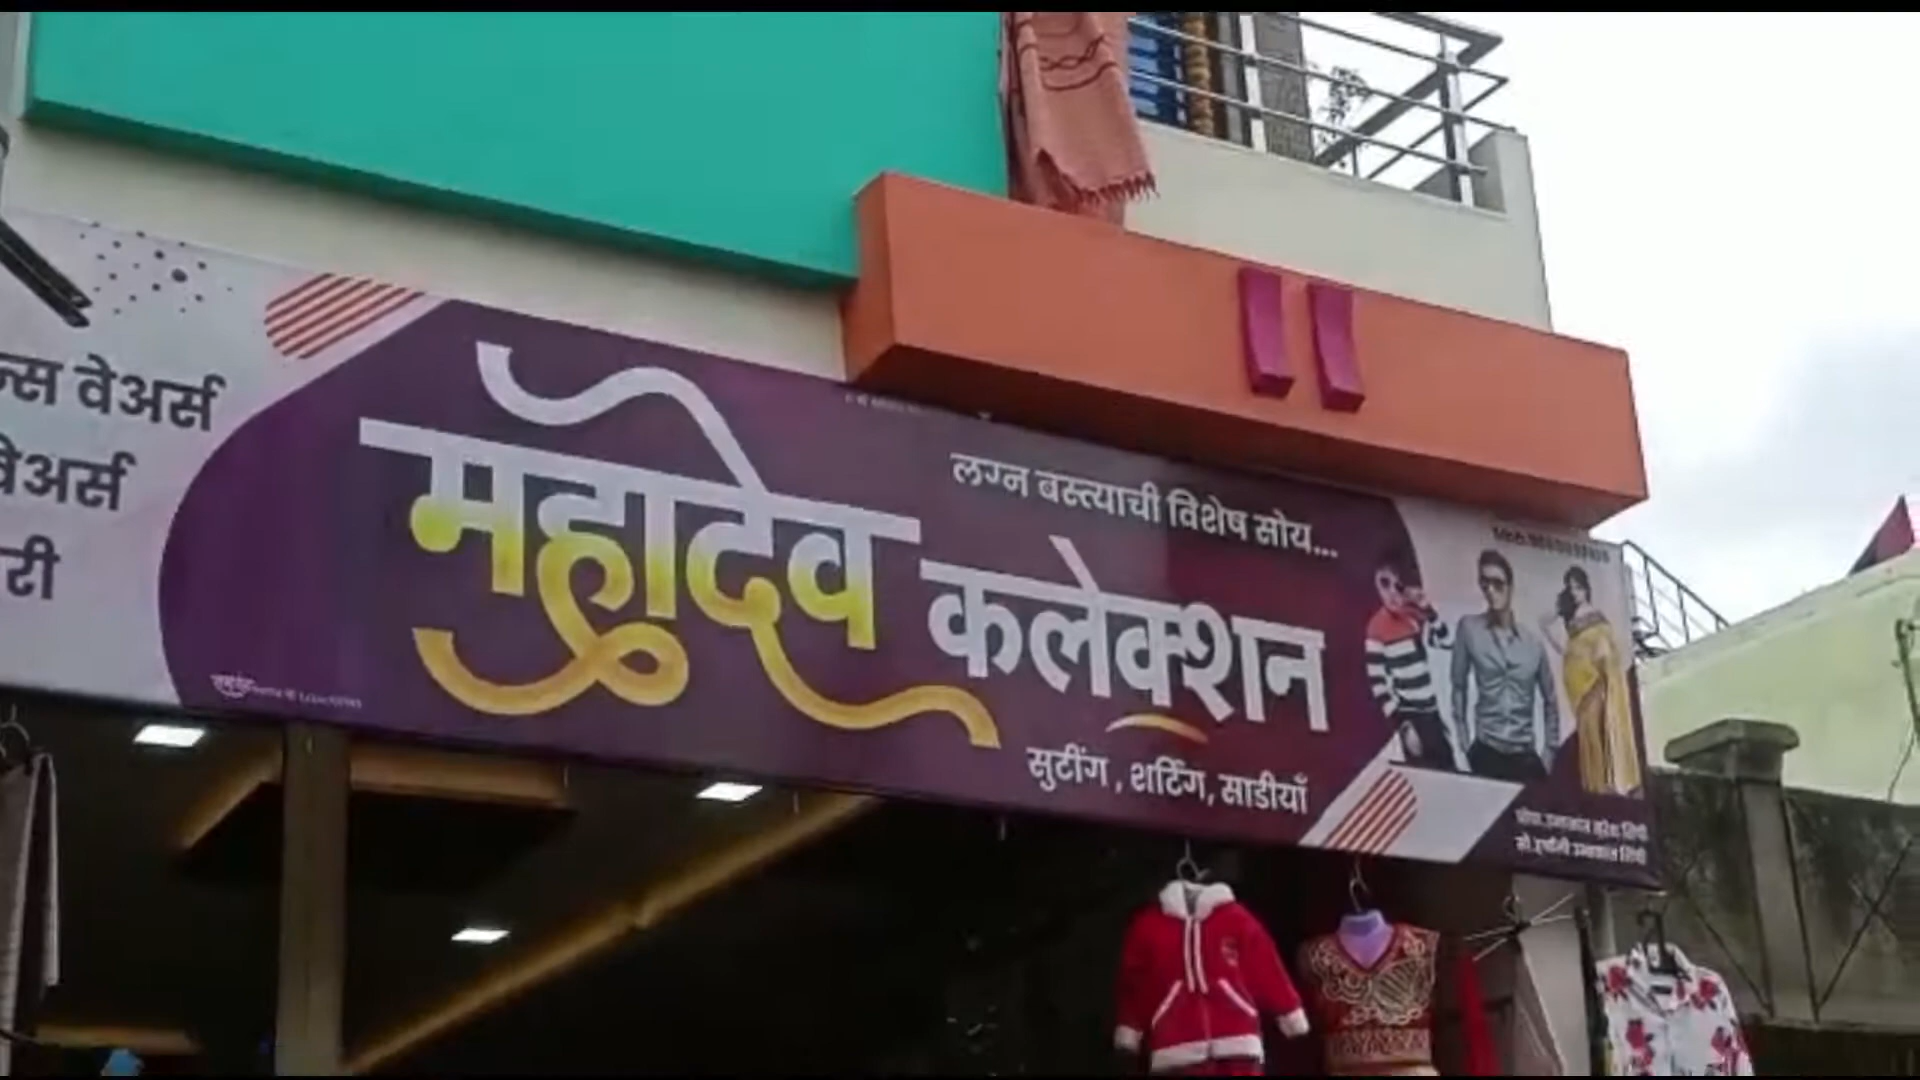 वेअर्स
वेअर्स
री
लग्न बस्त्याची विशेष सोय...
महादेव
कलेक्शन
सुटींग, शर्टिंग, साडीयाँ